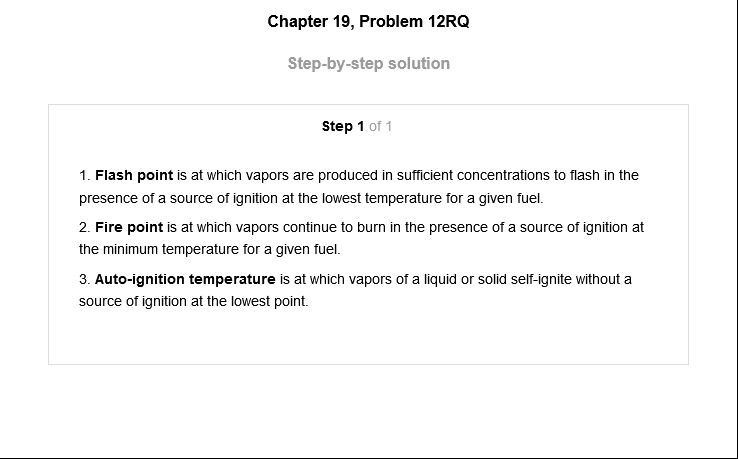 Chapter 19, Problem 12RQ
Step-by-step solution
Step 1 of 1
1. Flash point is at which vapors are produced in sufficient concentrations to flash in the
presence of a source of ignition at the lowest temperature for a given fuel.
2. Fire point is at which vapors continue to burn in the presence of a source of ignition at
the minimum temperature for a given fuel.
3. Auto-ignition temperature is at which vapors of a liquid or solid self-ignite without a
source of ignition at the lowest point.